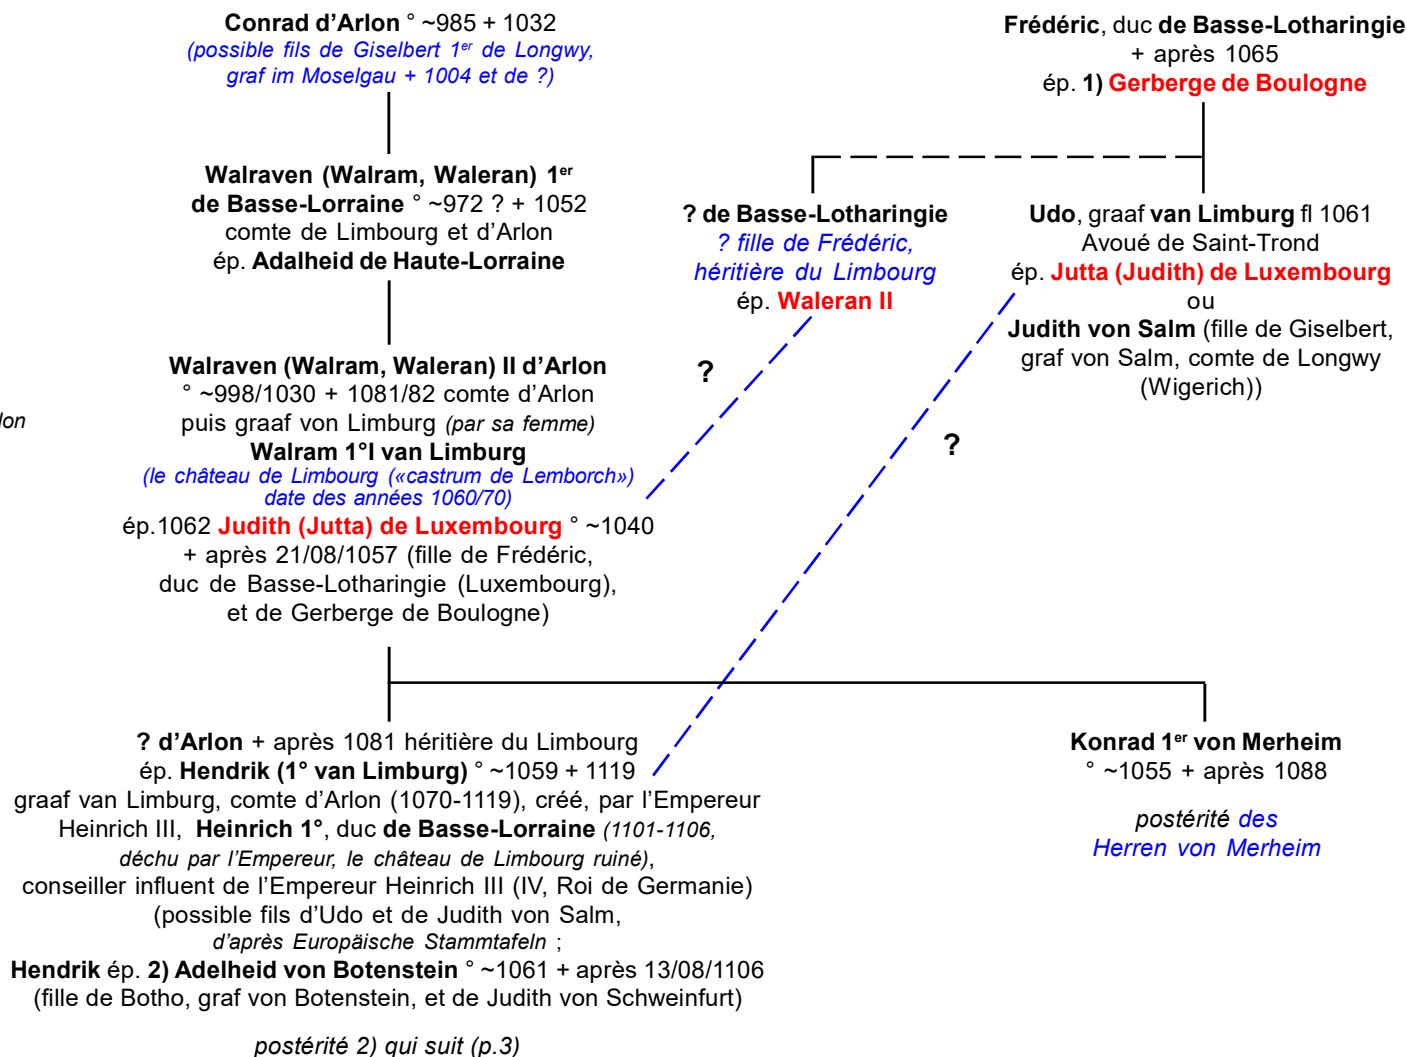 Conrad d’Arlon ° ~985 + 1032
(possible fils de Giselbert 1er de Longwy,
graf im Moselgau + 1004 et de ?)
Walraven (Walram, Waleran) 1er
de Basse-Lorraine ° ~972 ? + 1052
comte de Limbourg et d’Arlon
ép. Adalheid de Haute-Lorraine
Walraven (Walram, Waleran) II d’Arlon
° ~998/1030 + 1081/82 comte d’Arlon
puis graaf von Limburg (par sa femme)
Walram 1°I van Limburg
(le château de Limbourg («castrum de Lemborch»)
date des années 1060/70)
ép.1062 Judith (Jutta) de Luxembourg ° ~1040
+ après 21/08/1057 (fille de Frédéric,
duc de Basse-Lotharingie (Luxembourg),
et de Gerberge de Boulogne)
lon
Frédéric, duc de Basse-Lotharingie
+ après 1065
ép. 1) Gerberge de Boulogne
? de Basse-Lotharingie
? fille de Frédéric,
héritière du Limbourg
ép. Waleran II
Udo, graaf van Limburg fl 1061
Avoué de Saint-Trond
ép. Jutta (Judith) de Luxembourg
ou
Judith von Salm (fille de Giselbert,
graf von Salm, comte de Longwy
(Wigerich))
?
?
? d’Arlon + après 1081 héritière du Limbourg
ép. Hendrik (1° van Limburg) ° ~1059 + 1119
graaf van Limburg, comte d’Arlon (1070-1119), créé, par l’Empereur
Heinrich III, Heinrich 1°, duc de Basse-Lorraine (1101-1106,
déchu par l’Empereur, le château de Limbourg ruiné),
conseiller influent de l’Empereur Heinrich III (IV, Roi de Germanie)
(possible fils d’Udo et de Judith von Salm,
d’après Europäische Stammtafeln ;
Hendrik ép. 2) Adelheid von Botenstein ° ~1061 + après 13/08/1106
(fille de Botho, graf von Botenstein, et de Judith von Schweinfurt)
postérité 2) qui suit (p.3)
Konrad 1er von Merheim
° ~1055 + après 1088
postérité des
Herren von Merheim